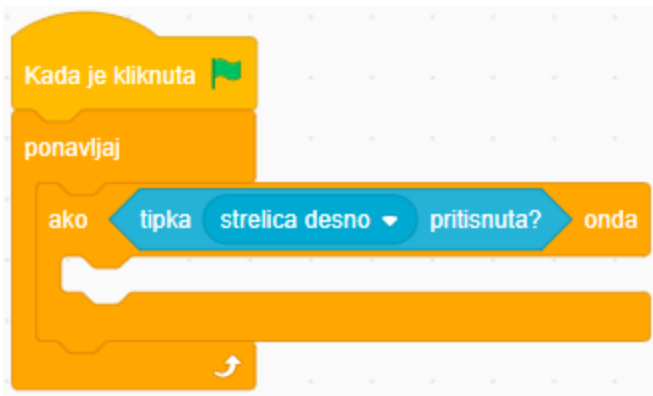 Kada je kliknuta
ponavljaj
ako tipka strelica desno pritisnuta? onda